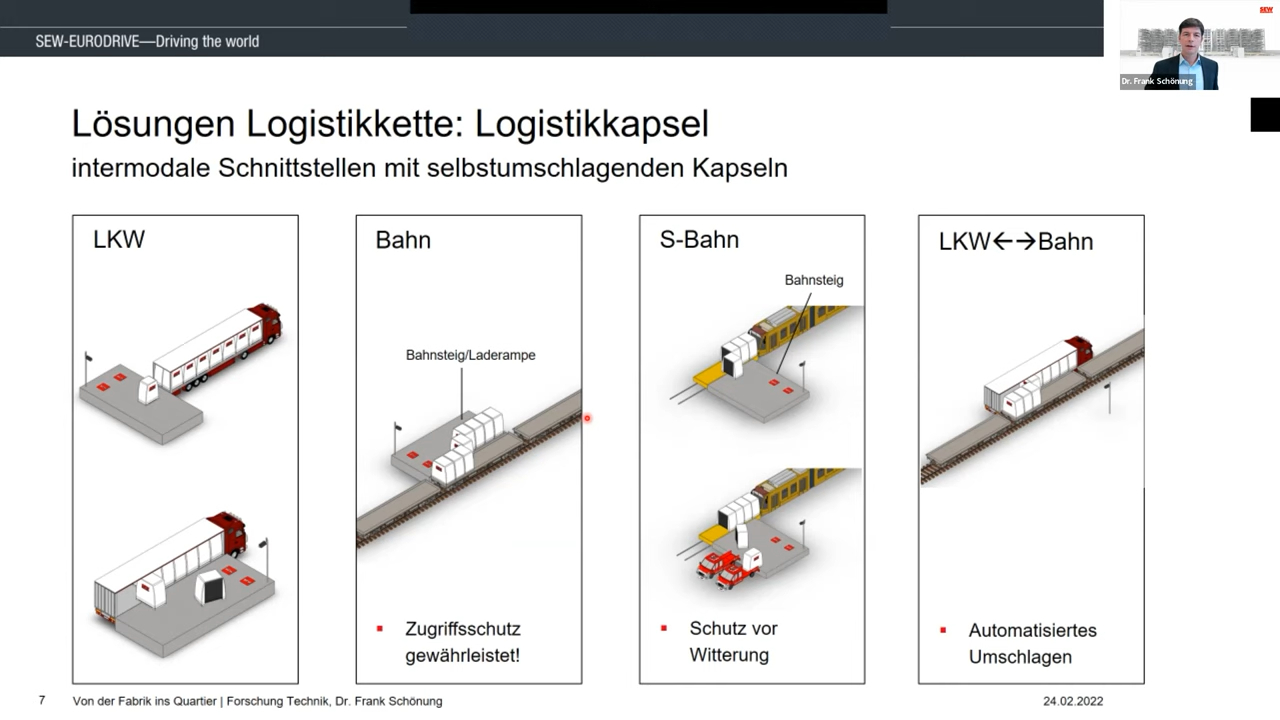 SEW-EURODRIVE—Driving the world
SEW
Dr. Frank Schönung
Lösungen Logistikkette: Logistikkapsel
intermodale Schnittstellen mit selbstumschlagenden Kapseln
LKW
Bahn
Bahnsteig/Laderampe
▪ Zugriffsschutz
gewährleistet!
S-Bahn
Bahnsteig
▪ Schutz vor
Witterung
LKW←→Bahn
▪ Automatisiertes
Umschlagen
7 Von der Fabrik ins Quartier | Forschung Technik, Dr. Frank Schönung 24.02.2022